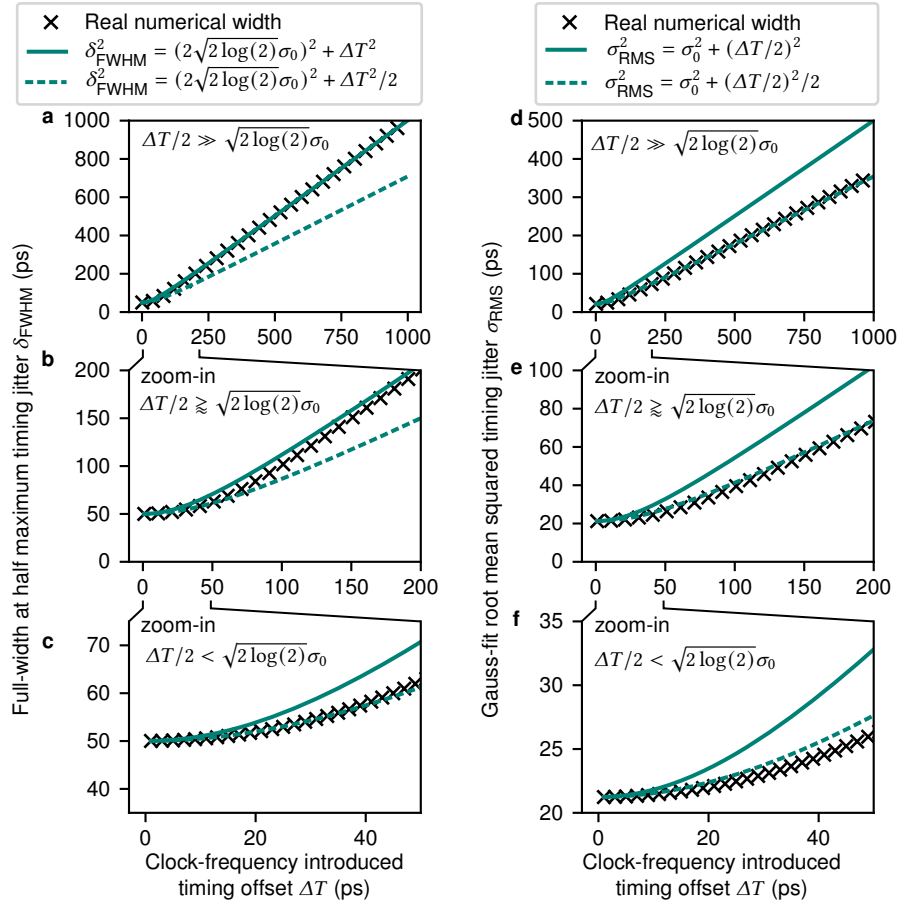 Real numerical width
δ²_FWHM = (2√2 log(2)σ₀)² + ΔT²
δ²_FWHM = (2√2 log(2)σ₀)² + ΔT²/2
Real numerical width
σ²_RMS = σ₀² + (ΔT/2)²
σ²_RMS = σ₀² + (ΔT/2)²/2
Full-width at half maximum timing jitter δ_FWHM (ps)
a
ΔT/2 ≫ √2 log(2)σ₀
1000
800
600
400
200
0
0 250 500 750 1000
b
zoom-in
ΔT/2 ⪆ √2 log(2)σ₀
200
150
100
50
0
0 50 100 150 200
c
zoom-in
ΔT/2 < √2 log(2)σ₀
70
60
50
40
0 20 40
Clock-frequency introduced
timing offset ΔT (ps)
Gauss-fit root mean squared timing jitter σ_RMS (ps)
d
ΔT/2 ≫ √2 log(2)σ₀
500
400
300
200
100
0
0 250 500 750 1000
e
zoom-in
ΔT/2 ⪆ √2 log(2)σ₀
100
80
60
40
20
0
0 50 100 150 200
f
zoom-in
ΔT/2 < √2 log(2)σ₀
35
30
25
20
0 20 40
Clock-frequency introduced
timing offset ΔT (ps)